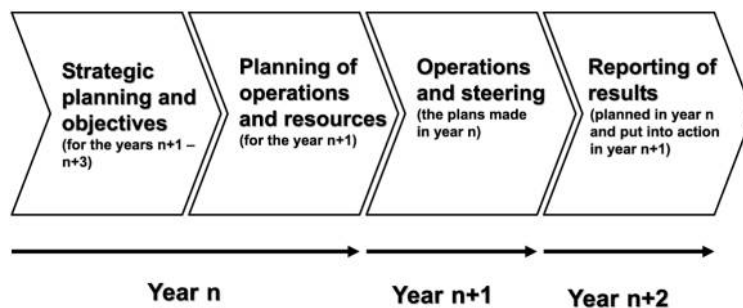 Strategic
planning and
objectives
(for the years n+1 –
n+3)
Planning of
operations
and resources
(for the year n+1)
Operations
and steering
(the plans made
in year n)
Reporting of
results
(planned in year n
and put into action
in year n+1)
Year n
Year n+1
Year n+2